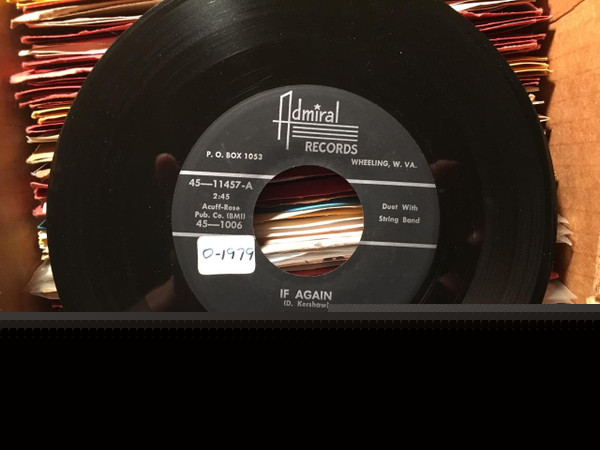 Admiral
RECORDS
P. O. BOX 1053
WHEELING, W. VA.
45—11457-A
2:45
Acuff-Rose
Pub. Co. (BMI)
45—1006
Duet With
String Band
0-1979
IF AGAIN
(D. Kershaw)